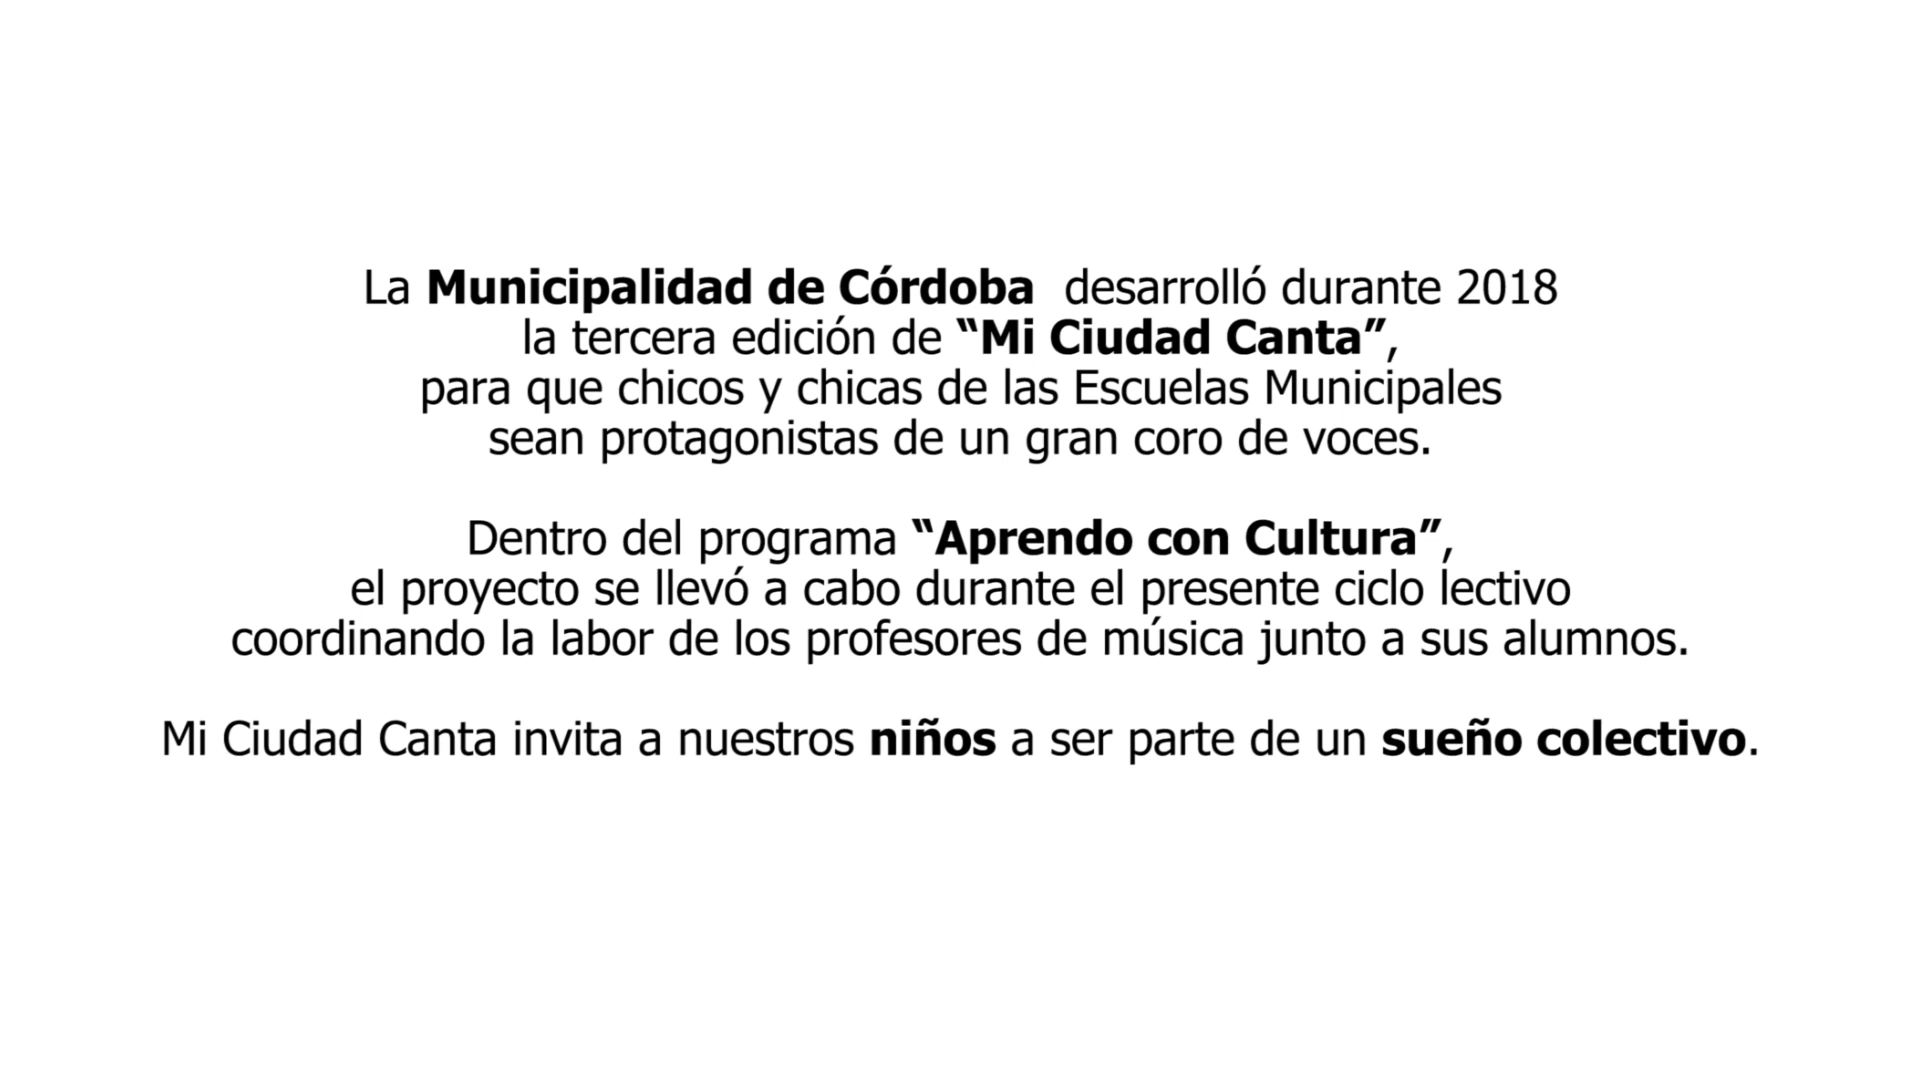 La Municipalidad de Córdoba  desarrolló durante 2018
la tercera edición de “Mi Ciudad Canta”,
para que chicos y chicas de las Escuelas Municipales
sean protagonistas de un gran coro de voces.
Dentro del programa “Aprendo con Cultura”,
el proyecto se llevó a cabo durante el presente ciclo lectivo
coordinando la labor de los profesores de música junto a sus alumnos.
Mi Ciudad Canta invita a nuestros niños a ser parte de un sueño colectivo.